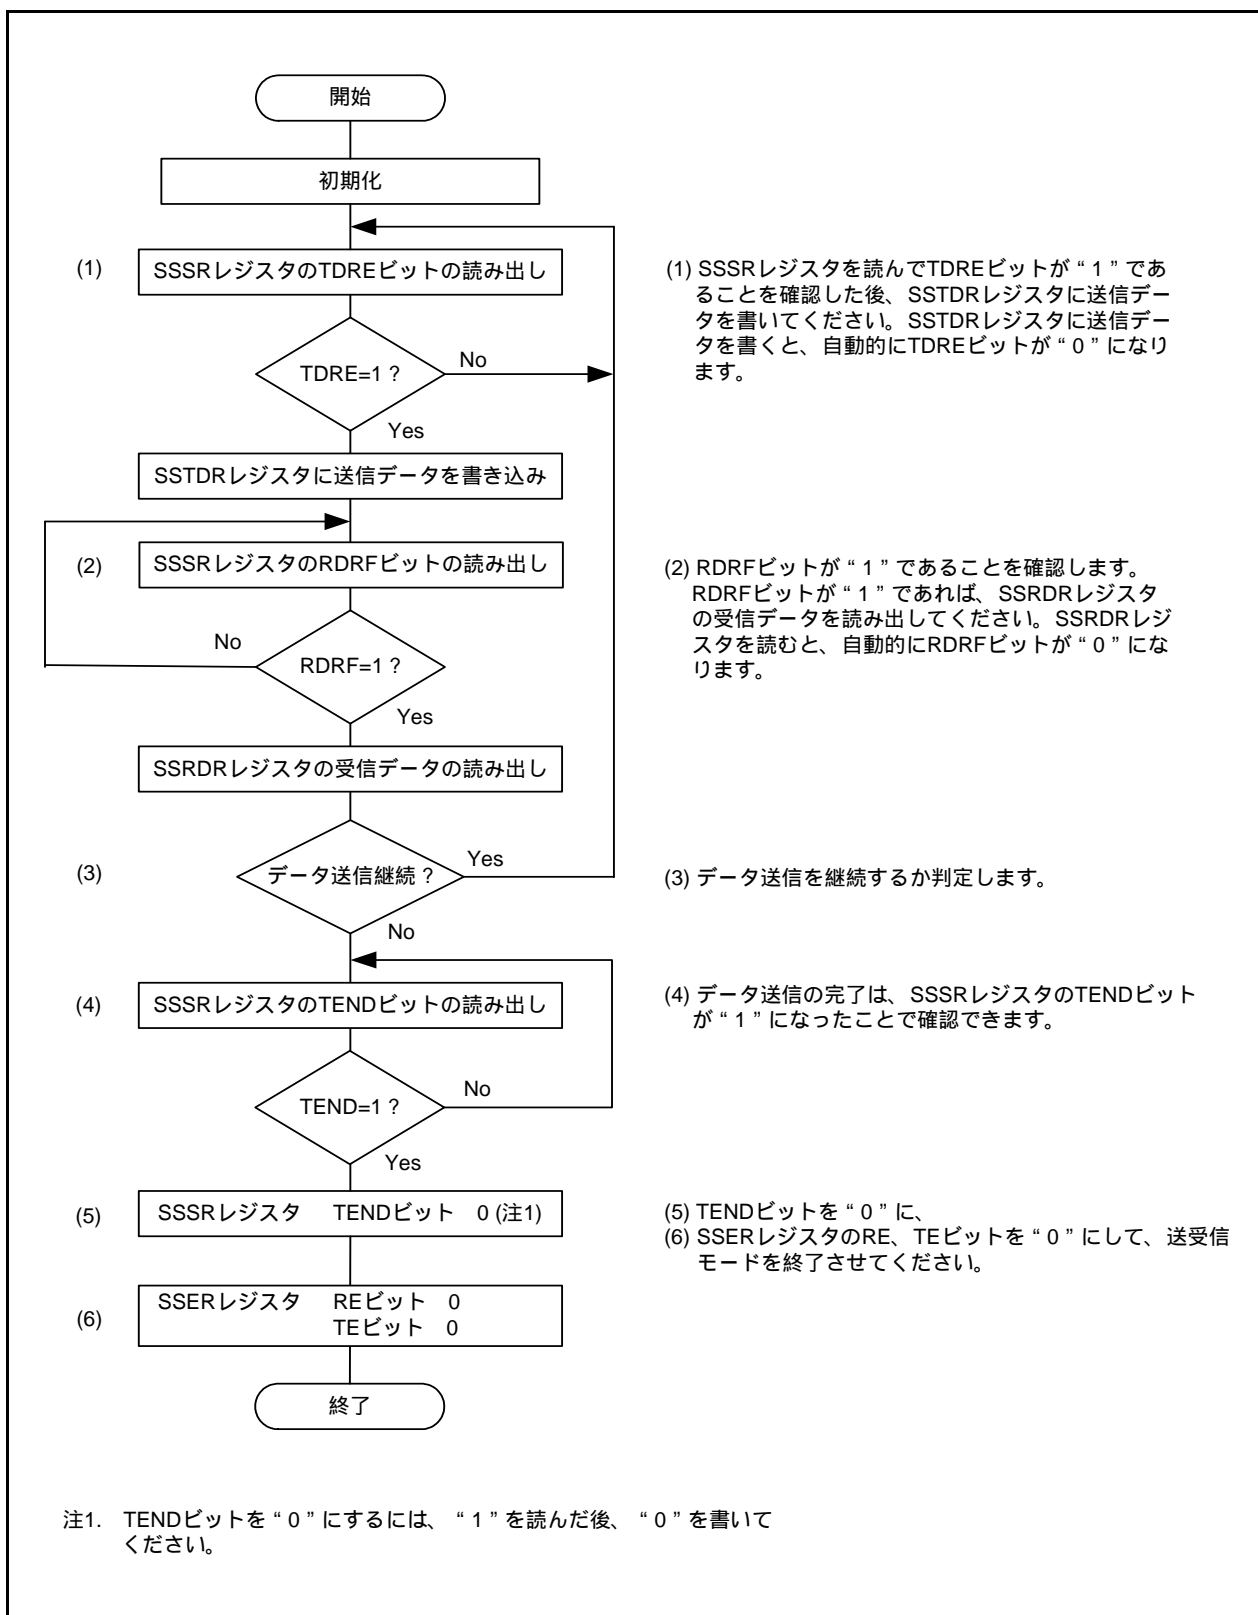 開始
初期化
(1) SSSRレジスタのTDREビットの読み出し
TDRE=1 ?
No
Yes
SSTDRレジスタに送信データを書き込み
(2) SSSRレジスタのRDRFビットの読み出し
No
RDRF=1 ?
Yes
SSRDRレジスタの受信データの読み出し
(3) データ送信継続 ?
Yes
No
(4) SSSRレジスタのTENDビットの読み出し
TEND=1 ?
No
Yes
(5) SSSRレジスタ TENDビット 0 (注1)
(6) SSERレジスタ REビット 0
TEビット 0
終了
(1) SSSRレジスタを読んでTDREビットが “ 1 ” であ
ることを確認した後、SSTDRレジスタに送信デー
タを書いてください。SSTDRレジスタに送信デー
タを書くと、自動的にTDREビットが “ 0 ” になり
ます。
(2) RDRFビットが “ 1 ” であることを確認します。
RDRFビットが “ 1 ” であれば、SSRDRレジスタ
の受信データを読み出してください。SSRDRレジ
スタを読むと、自動的にRDRFビットが “ 0 ” にな
ります。
(3) データ送信を継続するか判定します。
(4) データ送信の完了は、SSSRレジスタのTENDビット
が “ 1 ” になったことで確認できます。
(5) TENDビットを “ 0 ” に、
(6) SSERレジスタのRE、TEビットを “ 0 ” にして、送受信
モードを終了させてください。
注1. TENDビットを “ 0 ” にするには、 “ 1 ” を読んだ後、 “ 0 ” を書いて
ください。